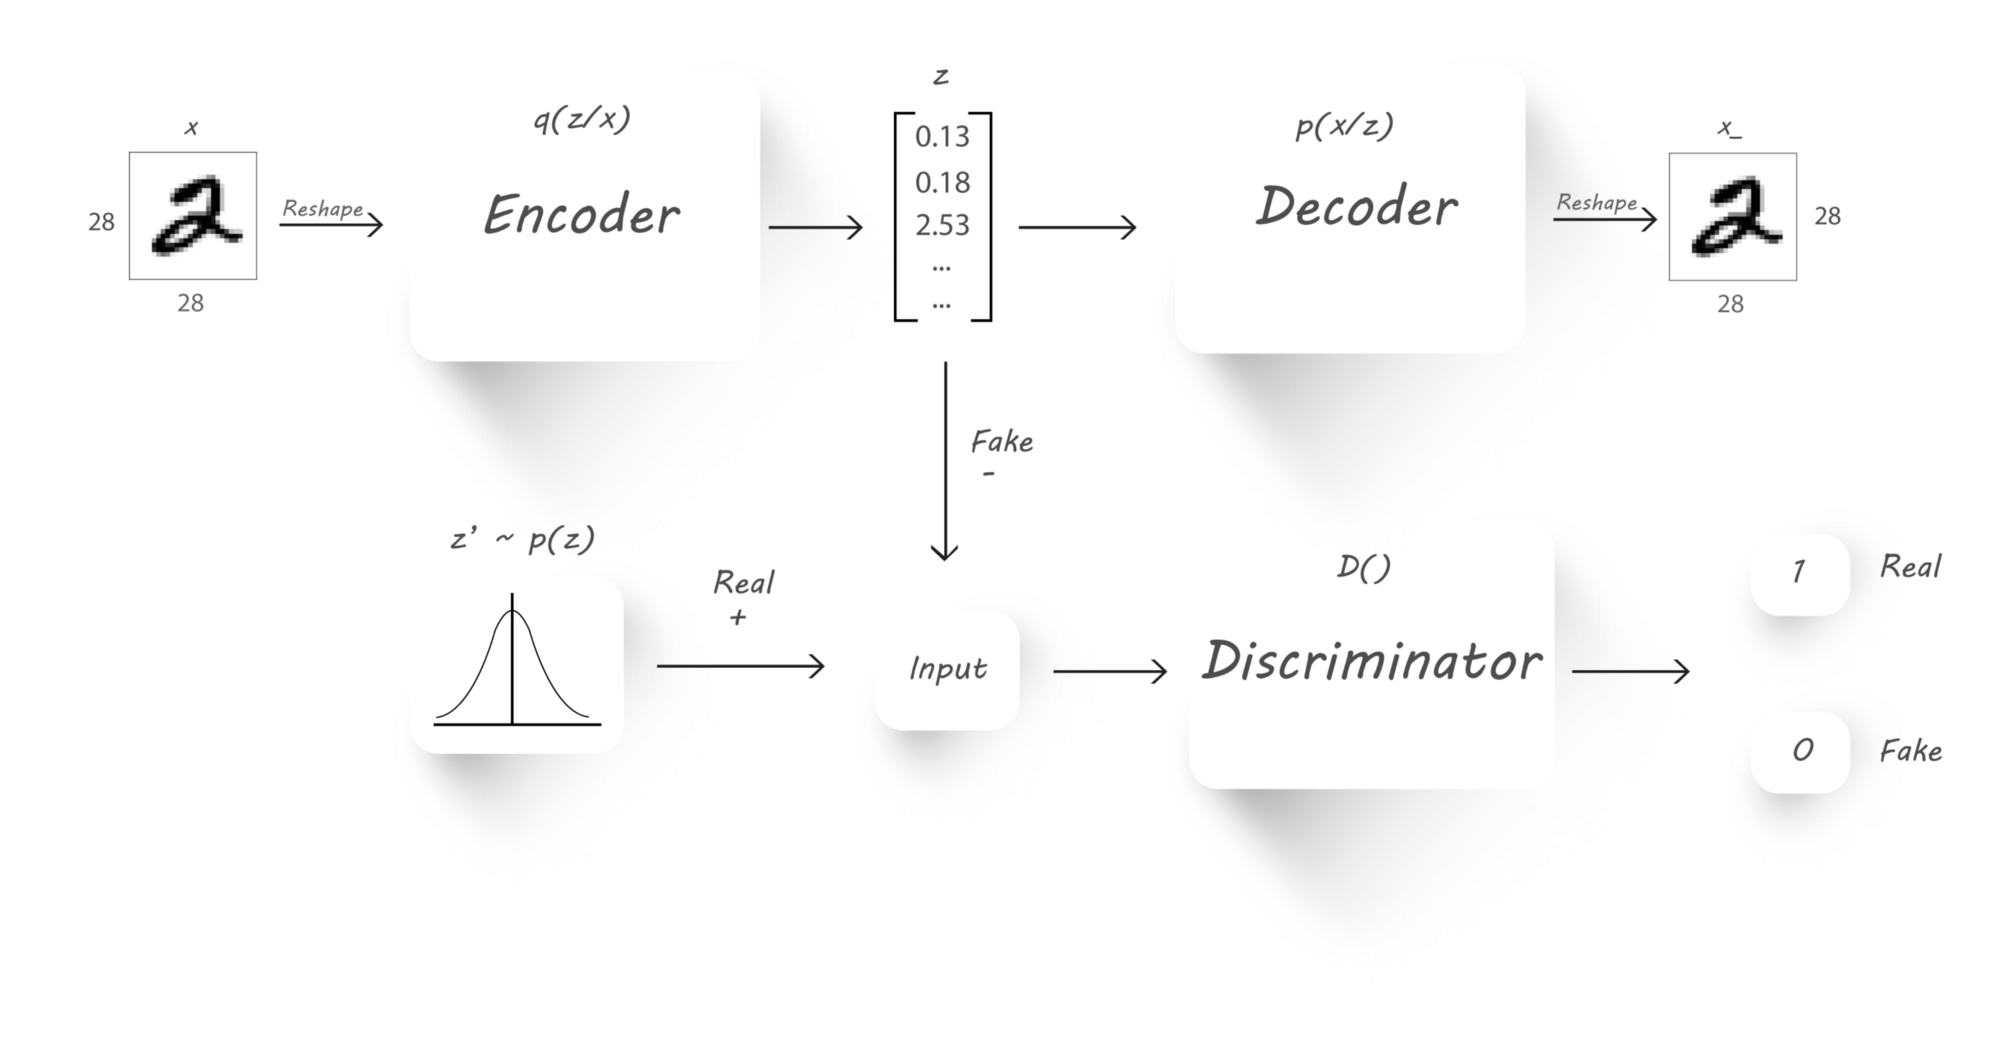 x
28
28
Reshape
q(z/x)
Encoder
z
0.13
0.18
2.53
...
...
p(x/z)
Decoder
Reshape
x_
28
28
Fake
-
z' ~ p(z)
Real
+
Input
D()
Discriminator
1 Real
0 Fake